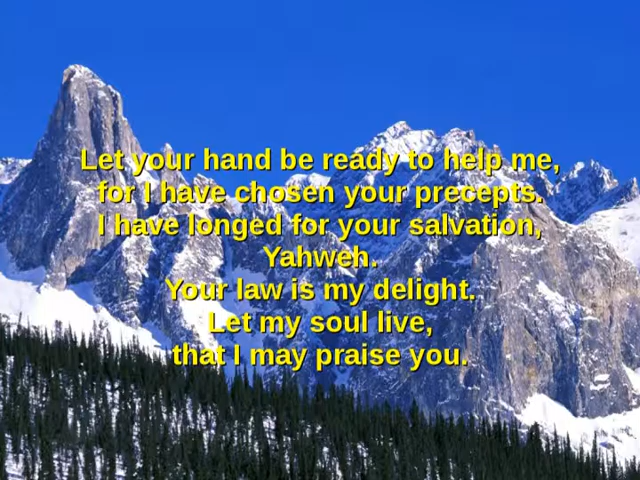 Let your hand be ready to help me,
for I have chosen your precepts.
I have longed for your salvation,
Yahweh.
Your law is my delight.
Let my soul live,
that I may praise you.